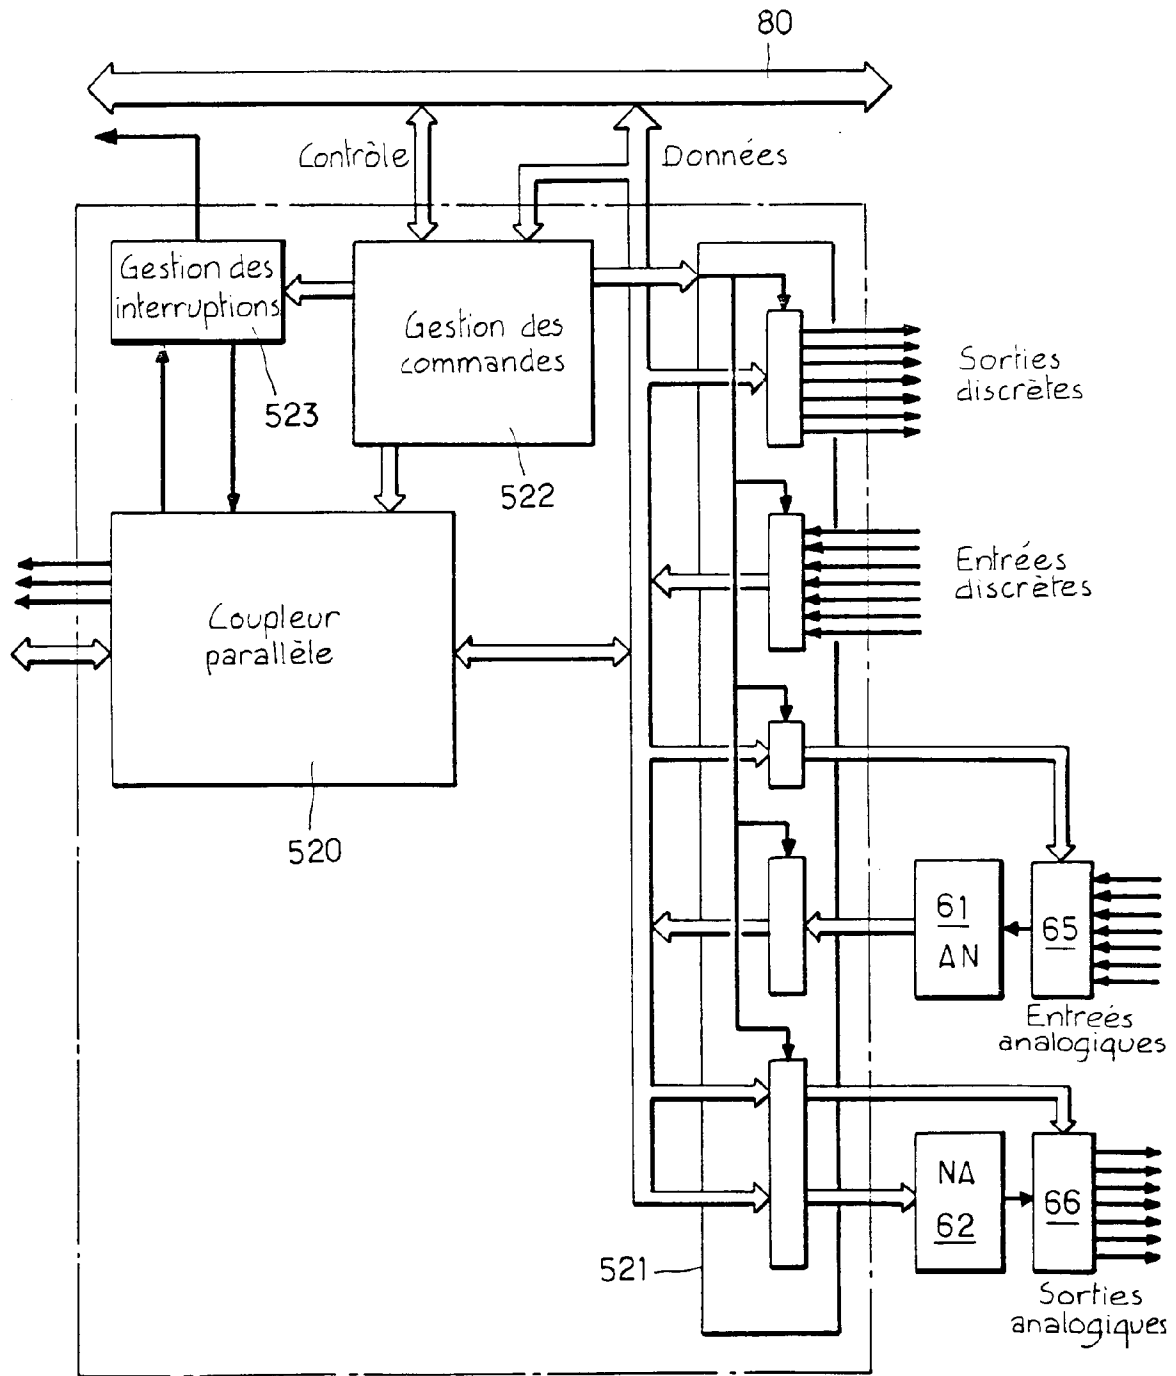 80
Contrôle
Données
Gestion des
interruptions
523
Gestion des
commandes
522
Sorties
discrètes
Entrées
discrètes
Coupleur
parallèle
520
61
AN
65
Entreés
analogiques
NA
62
66
521
Sorties
analogiques